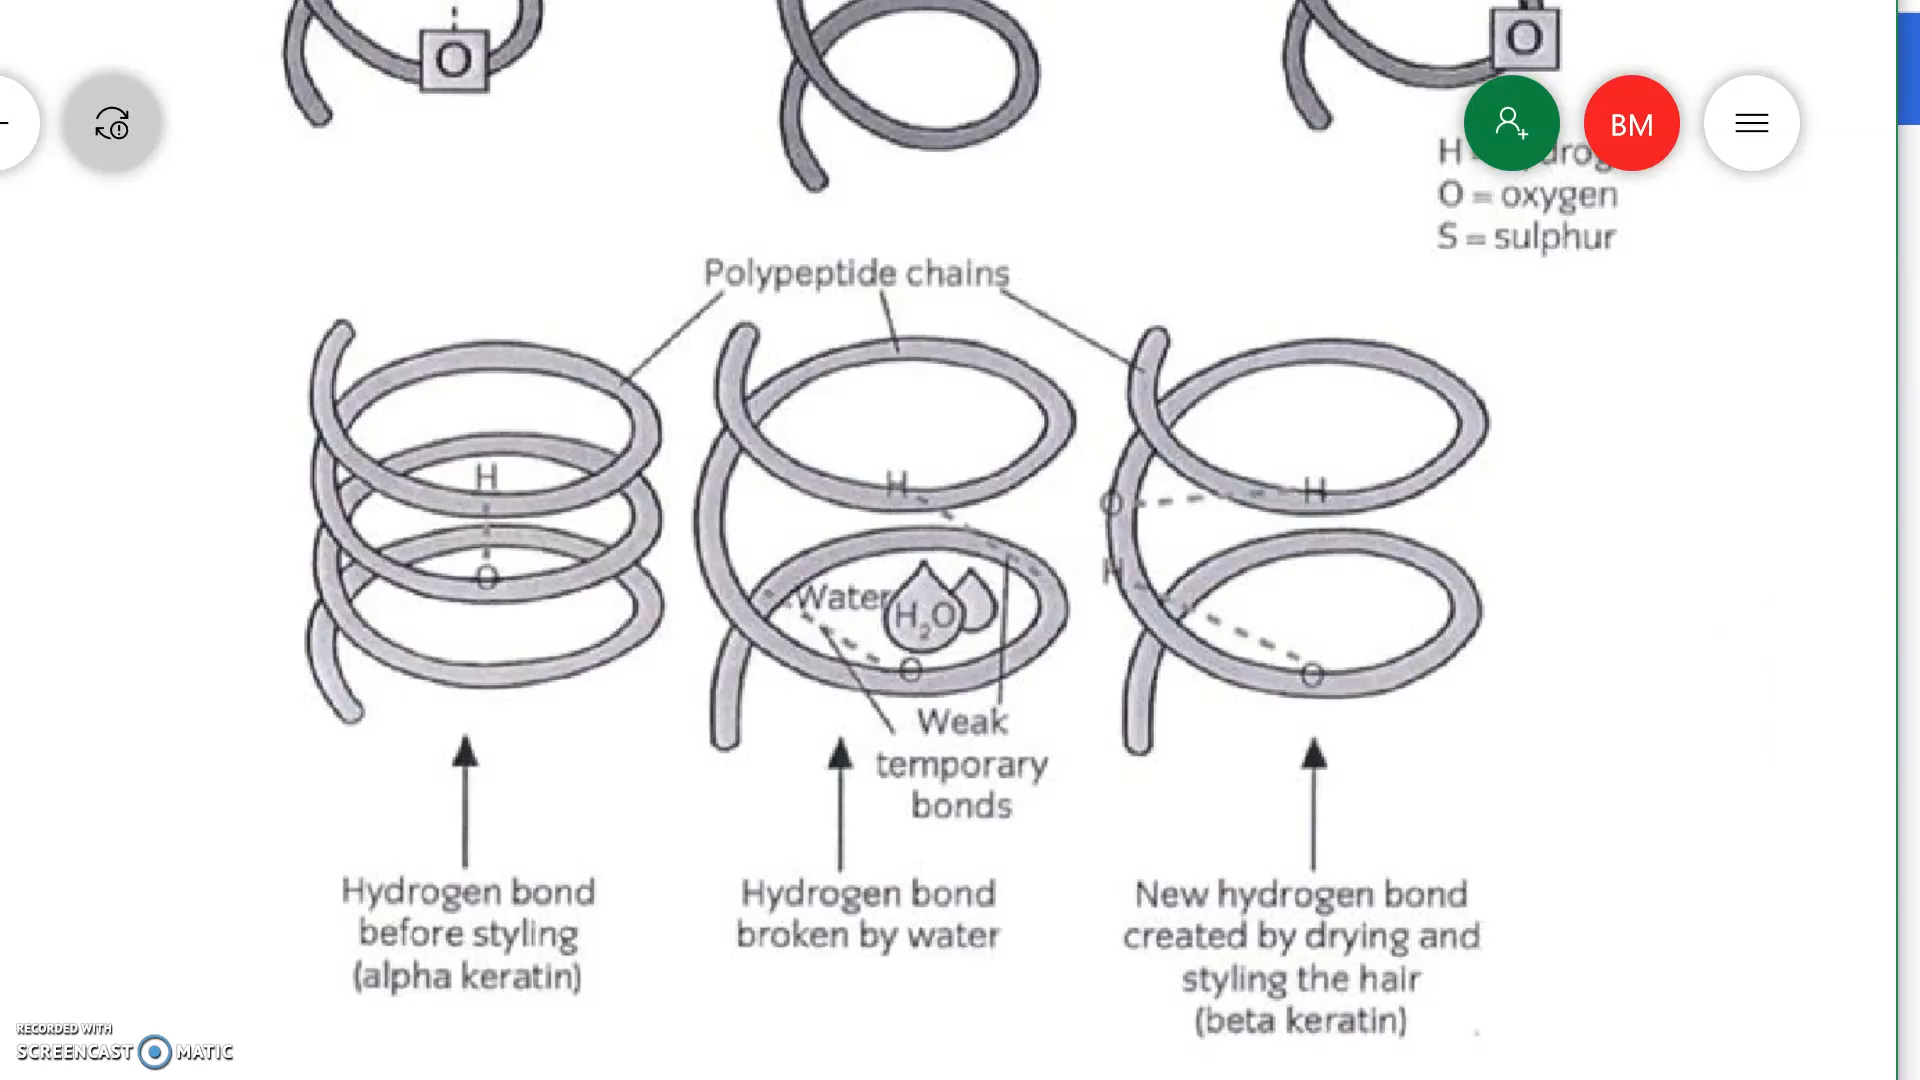 O
O
BM
O = oxygen
S = sulphur
Polypeptide chains
H
O
H
Water
H₂O
O
Weak
temporary
bonds
O
H
H
O
Hydrogen bond
before styling
(alpha keratin)
Hydrogen bond
broken by water
New hydrogen bond
created by drying and
styling the hair
(beta keratin)
RECORDED WITH
SCREENCAST MATIC